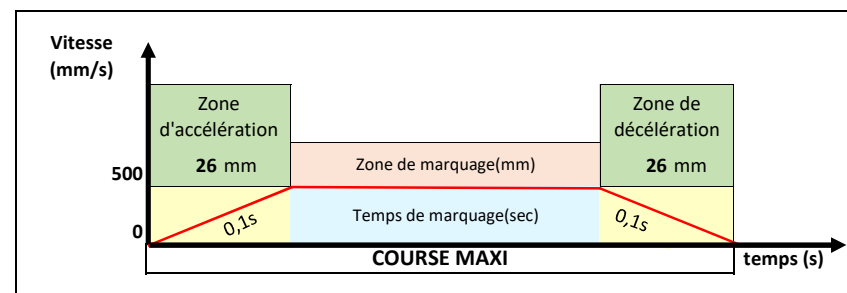 Vitesse
(mm/s)
Zone
d'accélération
26 mm
Zone de
décélération
26 mm
Zone de marquage(mm)
500
0,1s
Temps de marquage(sec)
0,1s
0
COURSE MAXI
temps (s)